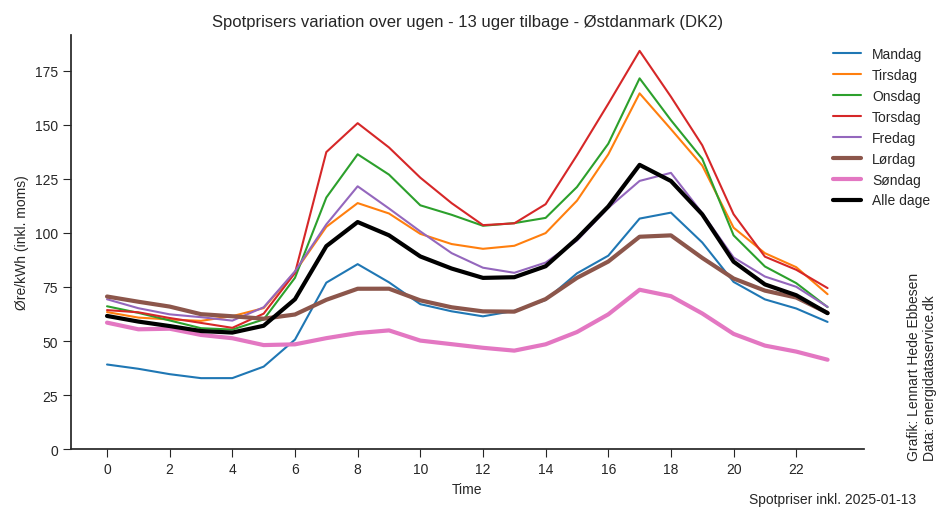 Spotprisers variation over ugen - 13 uger tilbage - Østdanmark (DK2)
Øre/kWh (inkl. moms)
175
150
125
100
75
50
25
0
0 2 4 6 8 10 12 14 16 18 20 22
Time
Mandag
Tirsdag
Onsdag
Torsdag
Fredag
Lørdag
Søndag
Alle dage
Grafik: Lennart Hede Ebbesen
Data: energidataservice.dk
Spotpriser inkl. 2025-01-13